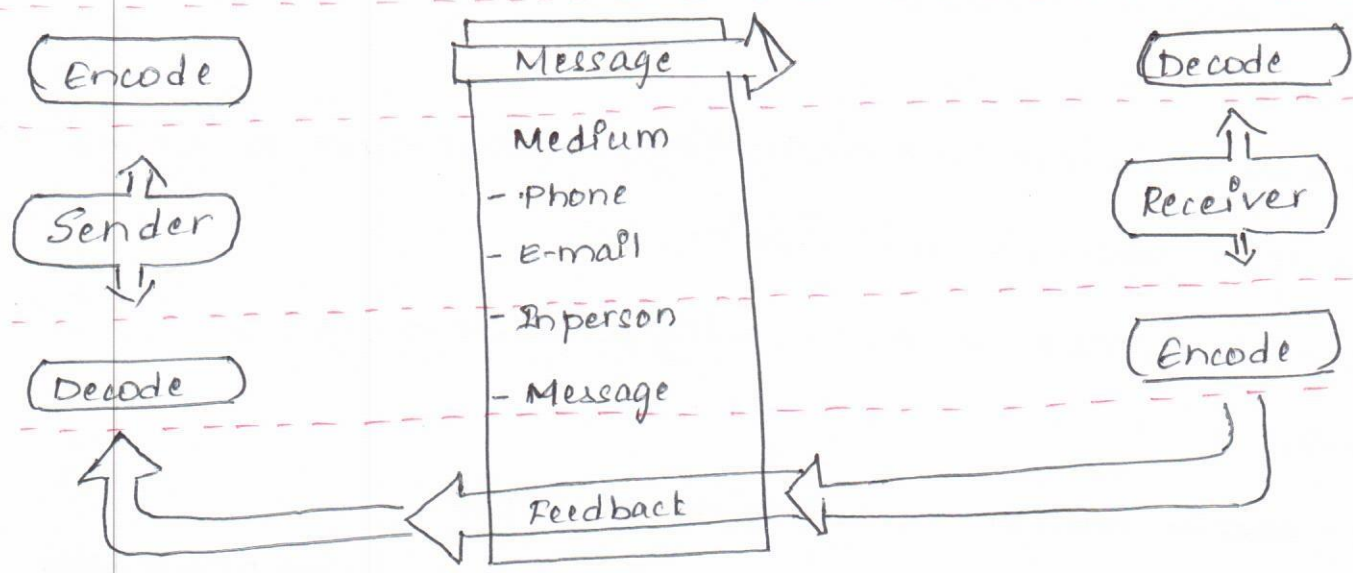 Encode
Message
Decode
Medium
- Phone
Sender
Receiver
- E-mail
- Inperson
Encode
Decode
- Message
Feedback